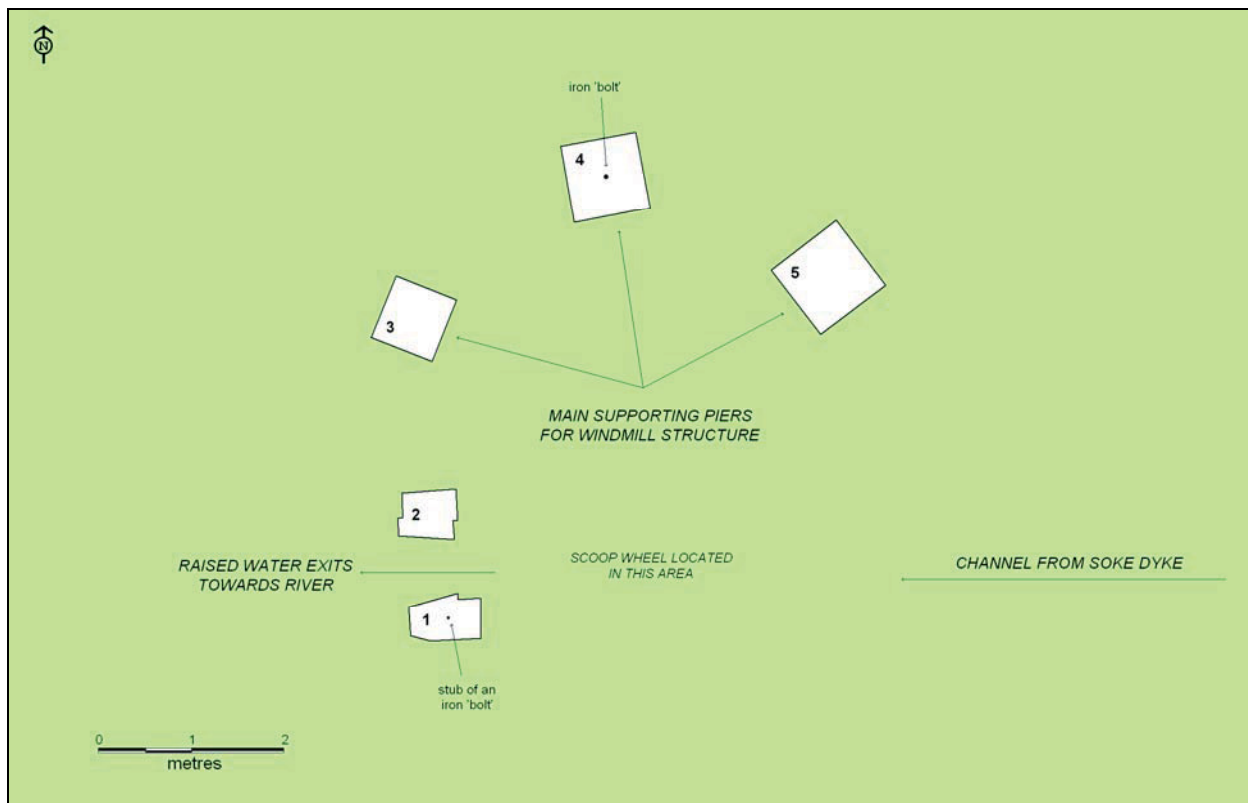 N
iron 'bolt'
4
5
3
MAIN SUPPORTING PIERS
FOR WINDMILL STRUCTURE
2
RAISED WATER EXITS
TOWARDS RIVER
SCOOP WHEEL LOCATED
IN THIS AREA
CHANNEL FROM SOKE DYKE
1
stub of an
iron 'bolt'
0 1 2
metres